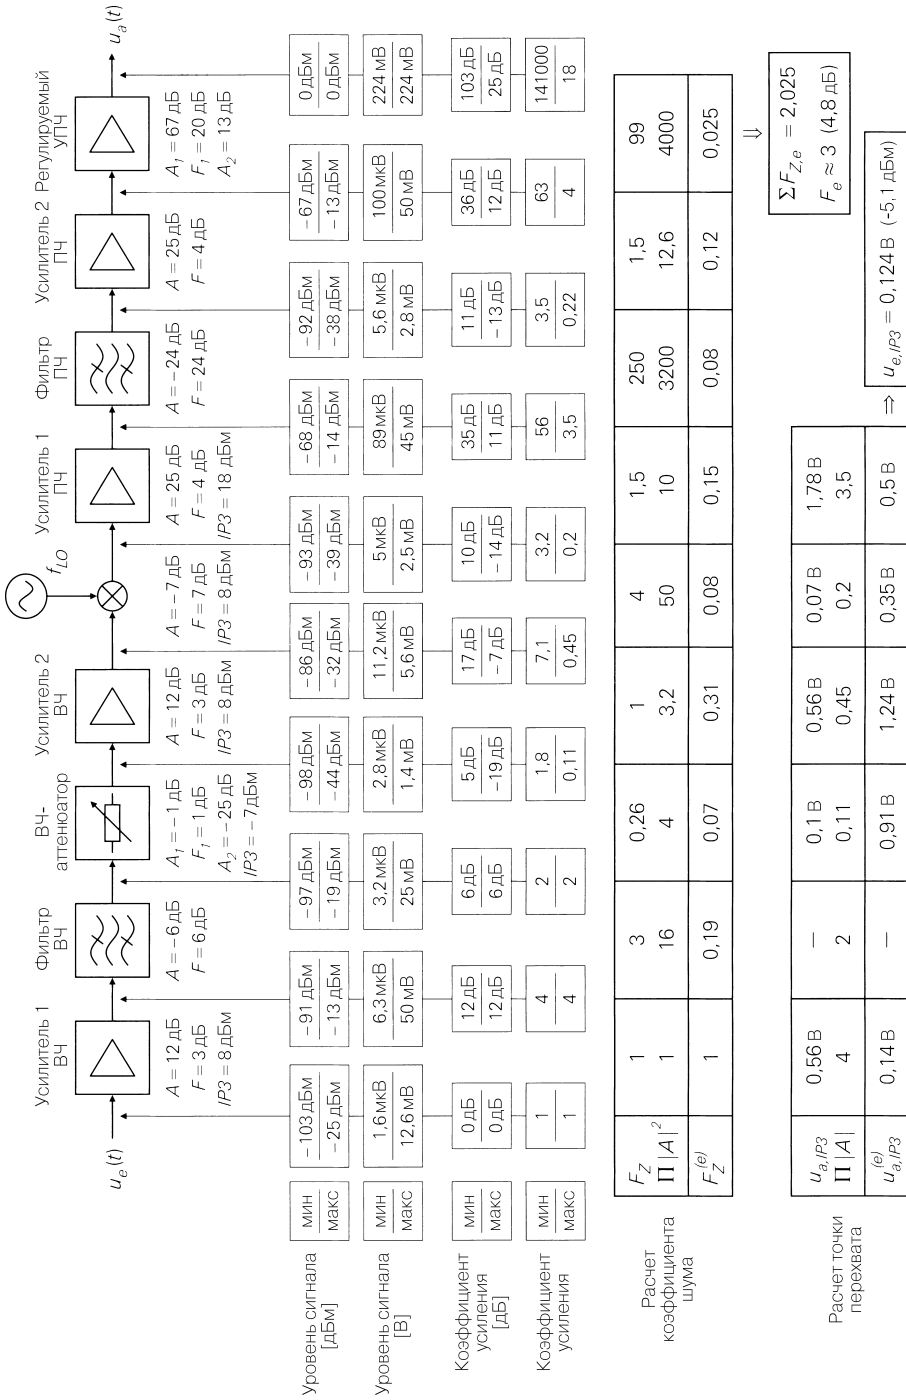 u_e(t)
Усилитель 1
ВЧ
Фильтр
ВЧ
ВЧ-
аттенюатор
Усилитель 2
ВЧ
f_LO
Усилитель 1
ПЧ
Фильтр
ПЧ
Усилитель 2
ПЧ
Регулируемый
УПЧ
u_a(t)
A = 12 дБ
F = 3 дБ
IP3 = 8 дБм
A = −6 дБ
F = 6 дБ
A_1 = −1 дБ
F_1 = 1 дБ
A_2 = −25 дБ
IP3 = −7 дБм
A = 12 дБ
F = 3 дБ
IP3 = 8 дБм
A = −7 дБ
F = 7 дБ
IP3 = 8 дБм
A = 25 дБ
F = 4 дБ
IP3 = 18 дБм
A = −24 дБ
F = 24 дБ
A = 25 дБ
F = 4 дБ
A_1 = 67 дБ
F_1 = 20 дБ
A_2 = 13 дБ
Уровень сигнала
[дБм]
мин −103 дБм −91 дБм −97 дБм −98 дБм −86 дБм −93 дБм −68 дБм −92 дБм −67 дБм 0 дБм
макс −25 дБм −13 дБм −19 дБм −44 дБм −32 дБм −39 дБм −14 дБм −38 дБм −13 дБм 0 дБм
Уровень сигнала
[В]
мин 1,6 мкВ 6,3 мкВ 3,2 мкВ 2,8 мкВ 11,2 мкВ 5 мкВ 89 мкВ 5,6 мкВ 100 мкВ 224 мВ
макс 12,6 мВ 50 мВ 25 мВ 1,4 мВ 5,6 мВ 2,5 мВ 45 мВ 2,8 мВ 50 мВ 224 мВ
Коэффициент
усиления
[дБ]
мин 0 дБ 12 дБ 6 дБ 5 дБ 17 дБ 10 дБ 35 дБ 11 дБ 36 дБ 103 дБ
макс 0 дБ 12 дБ 6 дБ −19 дБ −7 дБ −14 дБ 11 дБ −13 дБ 12 дБ 25 дБ
Коэффициент
усиления
мин 1 4 2 1,8 7,1 3,2 56 3,5 63 141000
макс 1 4 2 0,11 0,45 0,2 3,5 0,22 4 18
Расчет
коэффициента
шума
F_Z 1 3 0,26 1 4 1,5 250 1,5 99
Π |A|^2 1 16 4 3,2 50 10 3200 12,6 4000
F_Z^(e) 1 0,19 0,07 0,31 0,08 0,15 0,08 0,12 0,025
⇓
ΣF_Z,e = 2,025
F_e ≈ 3 (4,8 дБ)
Расчет точки
перехвата
u_a,IP3 0,56 В — 0,1 В 0,56 В 0,07 В 1,78 В
Π |A| 4 2 0,11 0,45 0,2 3,5
u_a,IP3^(e) 0,14 В — 0,91 В 1,24 В 0,35 В 0,5 В
⇒
u_e,IP3 = 0,124 В (-5,1 дБм)